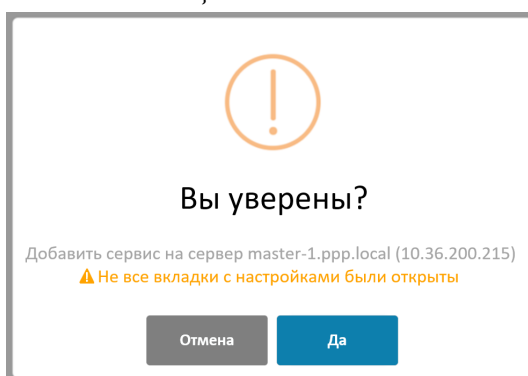 Вы уверены?
Добавить сервис на сервер master-1.ppp.local (10.36.200.215)
Не все вкладки с настройками были открыты
Отмена
Да